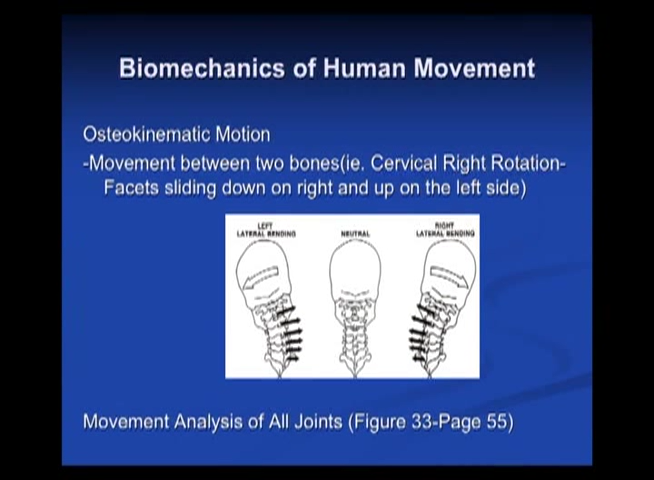 Biomechanics of Human Movement
Osteokinematic Motion
-Movement between two bones(ie. Cervical Right Rotation-
Facets sliding down on right and up on the left side)
LEFT
LATERAL BENDING
NEUTRAL
RIGHT
LATERAL BENDING
Movement Analysis of All Joints (Figure 33-Page 55)